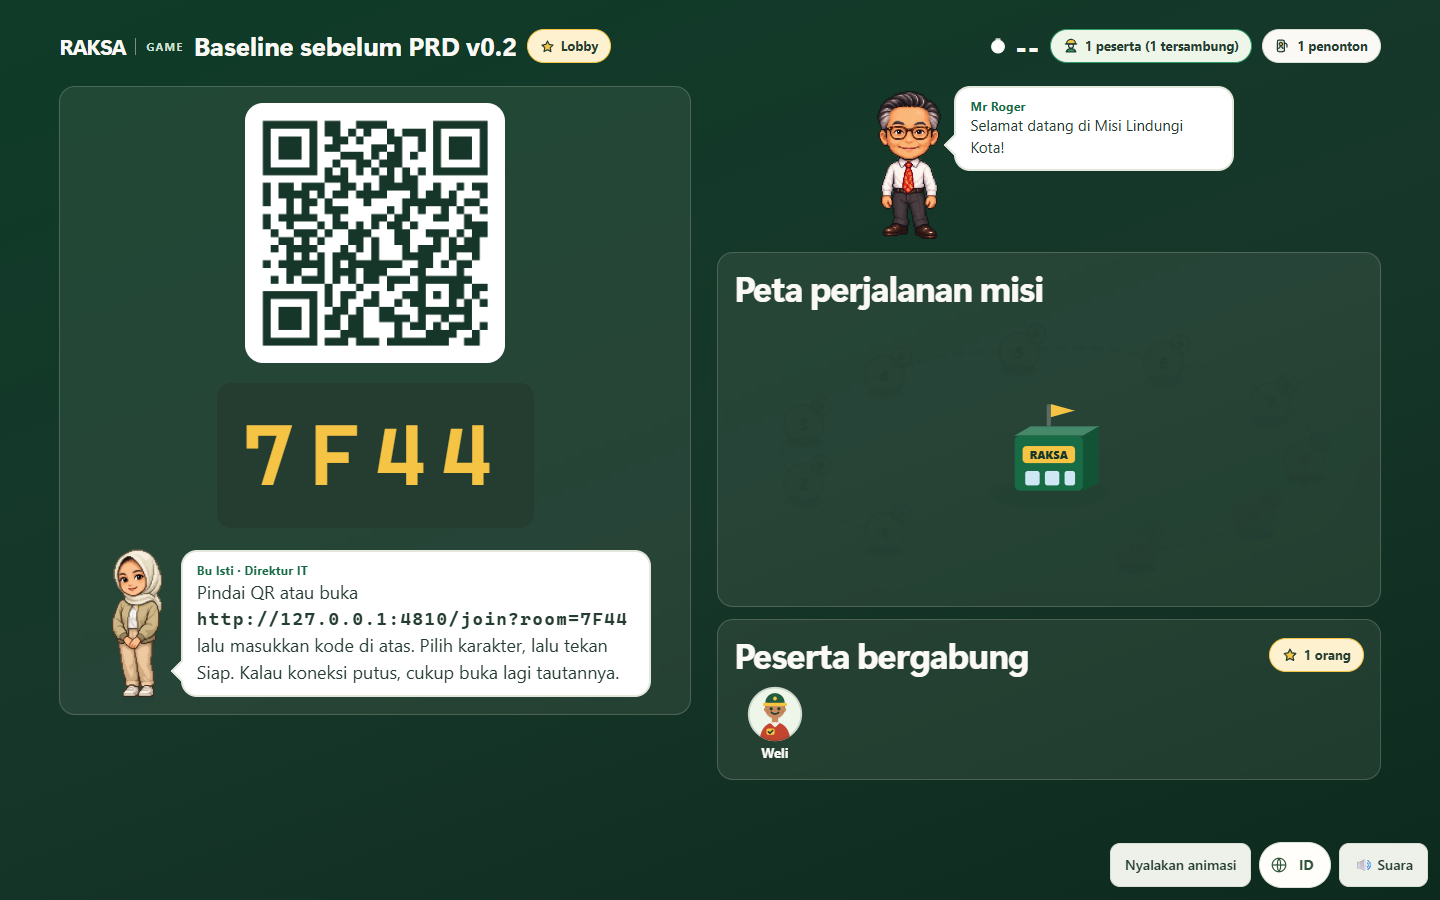 RAKSA GAME Baseline sebelum PRD v0.2 Lobby
-- 1 peserta (1 tersambung) 1 penonton
7F44
Bu Isti · Direktur IT
Pindai QR atau buka
http://127.0.0.1:4810/join?room=7F44
lalu masukkan kode di atas. Pilih karakter, lalu tekan
Siap. Kalau koneksi putus, cukup buka lagi tautannya.
Mr Roger
Selamat datang di Misi Lindungi
Kota!
Peta perjalanan misi
RAKSA
Peserta bergabung
1 orang
Weli
Nyalakan animasi
ID
Suara